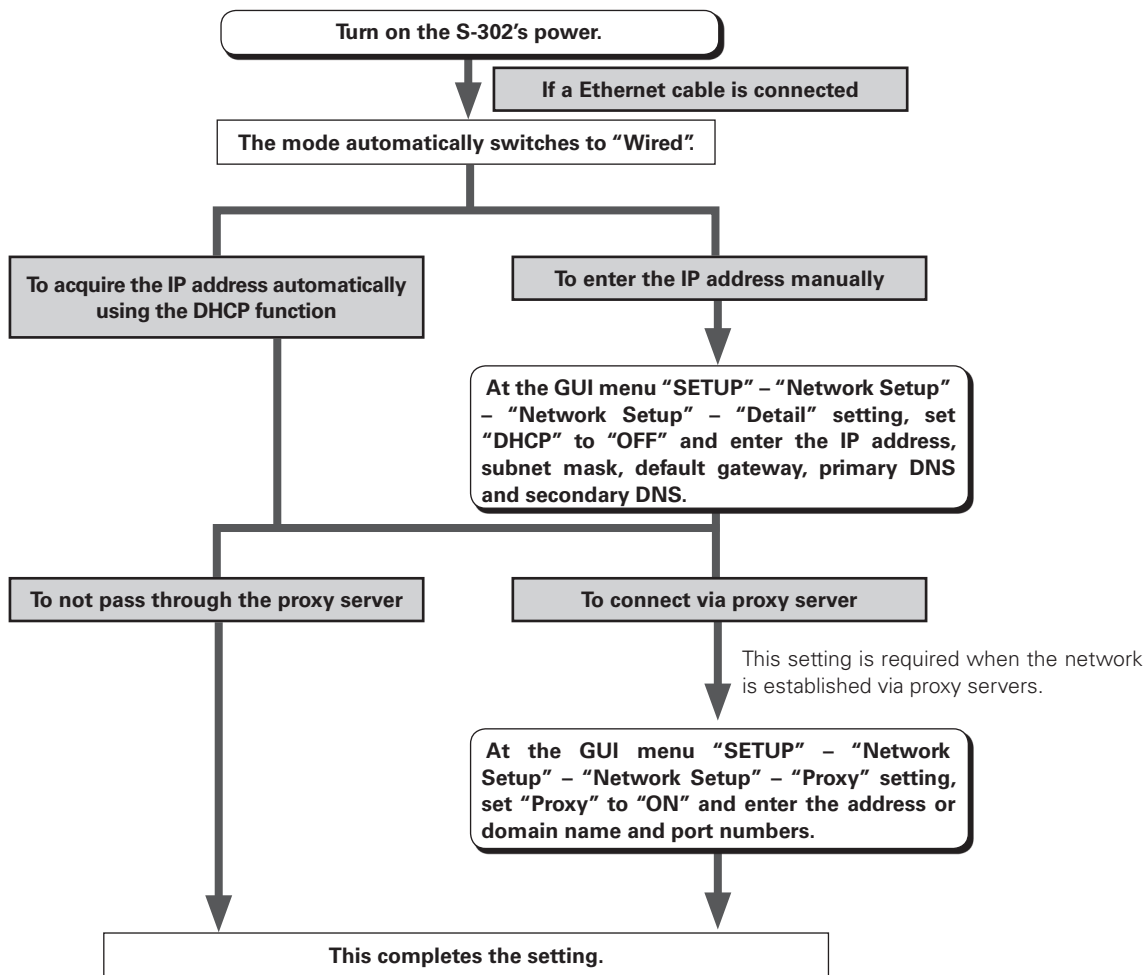 Turn on the S-302's power.
If a Ethernet cable is connected
The mode automatically switches to “Wired”.
To acquire the IP address automatically
using the DHCP function
To enter the IP address manually
At the GUI menu “SETUP” – “Network Setup”
– “Network Setup” – “Detail” setting, set
“DHCP” to “OFF” and enter the IP address,
subnet mask, default gateway, primary DNS
and secondary DNS.
To not pass through the proxy server
To connect via proxy server
This setting is required when the network
is established via proxy servers.
At the GUI menu “SETUP” – “Network
Setup” – “Network Setup” – “Proxy” setting,
set “Proxy” to “ON” and enter the address or
domain name and port numbers.
This completes the setting.